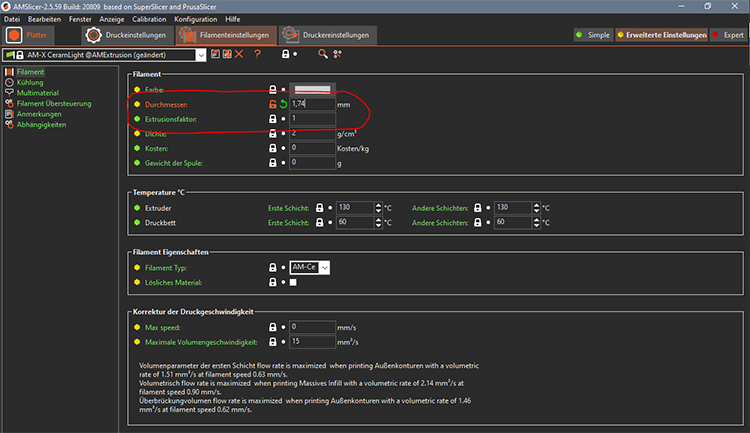 AMSlicer-2.5.59 Build: 20809 based on SuperSlicer and PrusaSlicer
Datei Bearbeiten Fenster Anzeige Calibration Konfiguration Generate Hilfe
Platter Druckeinstellungen Filamenteinstellungen Druckereinstellungen Simple Erweiterte Einstellungen Expert
AM-X CeramLight @AMExtrusion (geändert) ?
Filament
Kühlung
Multimaterial
Filament Übersteuerung
Anmerkungen
Abhängigkeiten
Filament
Farbe:
Durchmesser: 1,74 mm
Extrusionsfaktor: 1
Dichte: 2 g/cm³
Kosten: 0 Kosten/kg
Gewicht der Spule: 0 g
Temperature °C
Extruder Erste Schicht: 130 °C Andere Schichten: 130 °C
Druckbett Erste Schicht: 60 °C Andere Schichten: 60 °C
Filament Eigenschaften
Filament Typ: AM-Ce
Lösliches Material:
Korrektur der Druckgeschwindigkeit
Max speed: 0 mm/s
Maximale Volumengeschwindigkeit: 15 mm³/s
Volumenparameter der ersten Schicht flow rate is maximized when printing Außenkonturen with a volumetric
rate of 1.51 mm³/s at filament speed 0.63 mm/s.
Volumetrisch flow rate is maximized when printing Massives Infill with a volumetric rate of 2.14 mm³/s at
filament speed 0.90 mm/s.
Überbrückungvolumen flow rate is maximized when printing Außenkonturen with a volumetric rate of 1.46
mm³/s at filament speed 0.62 mm/s.